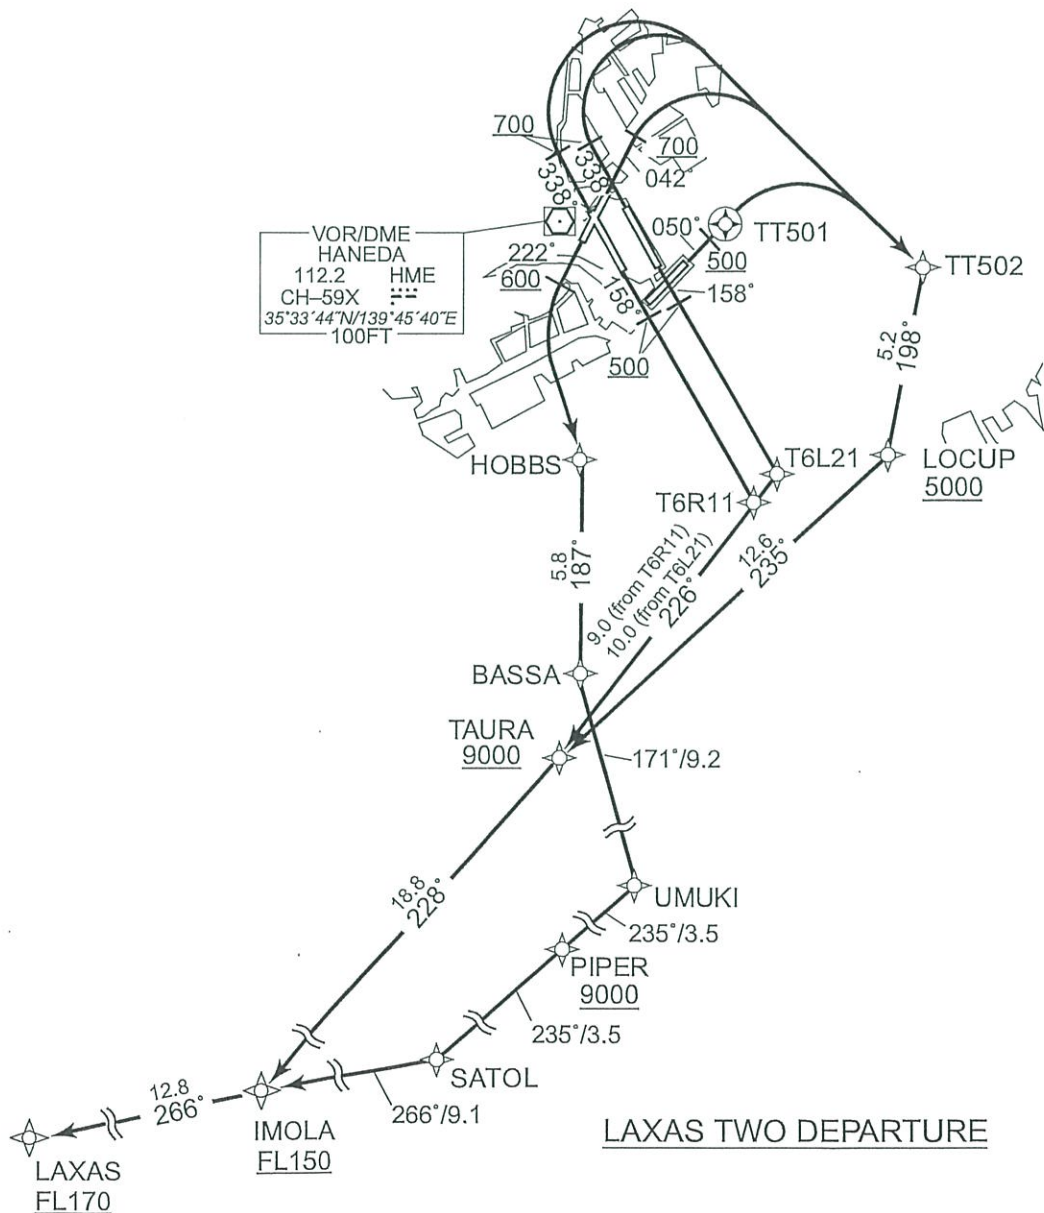 700
700
338°
338°
042°
VOR/DME
HANEDA
112.2 HME
CH–59X
35°33´44˝N/139°45´40˝E
100FT
222°
600
050°
500
TT501
TT502
158°
158°
500
5.2
198°
HOBBS
T6L21
LOCUP
5000
T6R11
5.8
187°
9.0 (from T6R11)
10.0 (from T6L21)
226°
12.6
235°
BASSA
TAURA
9000
171°/9.2
18.8
228°
UMUKI
235°/3.5
PIPER
9000
235°/3.5
SATOL
266°/9.1
12.8
266°
IMOLA
FL150
LAXAS
FL170
LAXAS TWO DEPARTURE